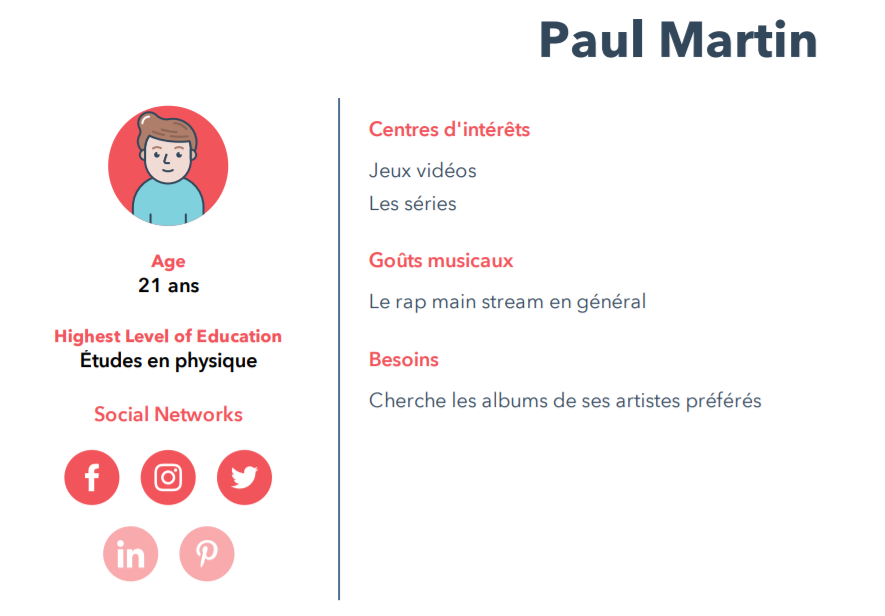 Paul Martin
Age
21 ans
Highest Level of Education
Études en physique
Social Networks
Centres d'intérêts
Jeux vidéos
Les séries
Goûts musicaux
Le rap main stream en général
Besoins
Cherche les albums de ses artistes préférés